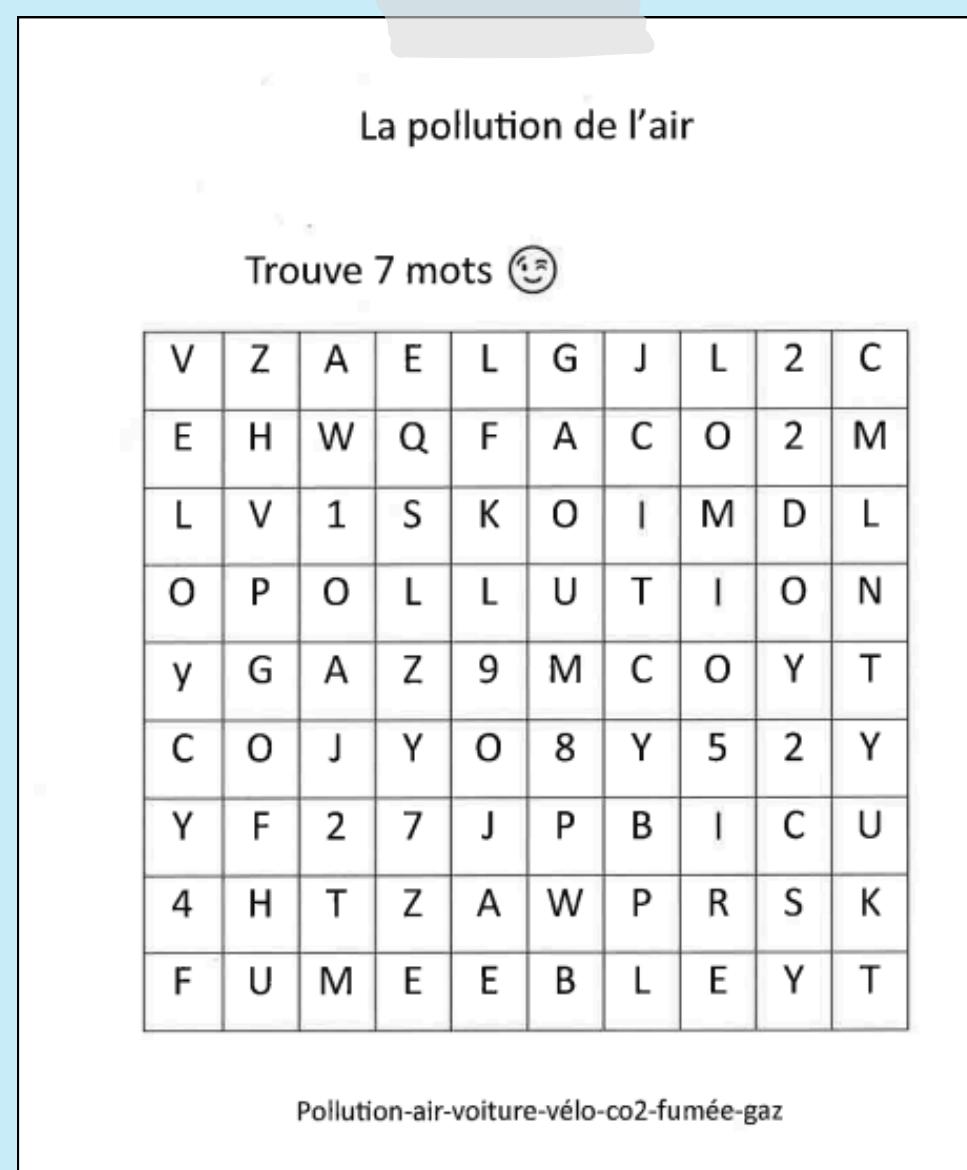 La pollution de l'air
Trouve 7 mots
V Z A E L G J L 2 C
E H W Q F A C O 2 M
L V 1 S K O I M D L
O P O L L U T I O N
y G A Z 9 M C O Y T
C O J Y O 8 Y 5 2 Y
Y F 2 7 J P B I C U
4 H T Z A W P R S K
F U M E E B L E Y T
Pollution-air-voiture-vélo-co2-fumée-gaz